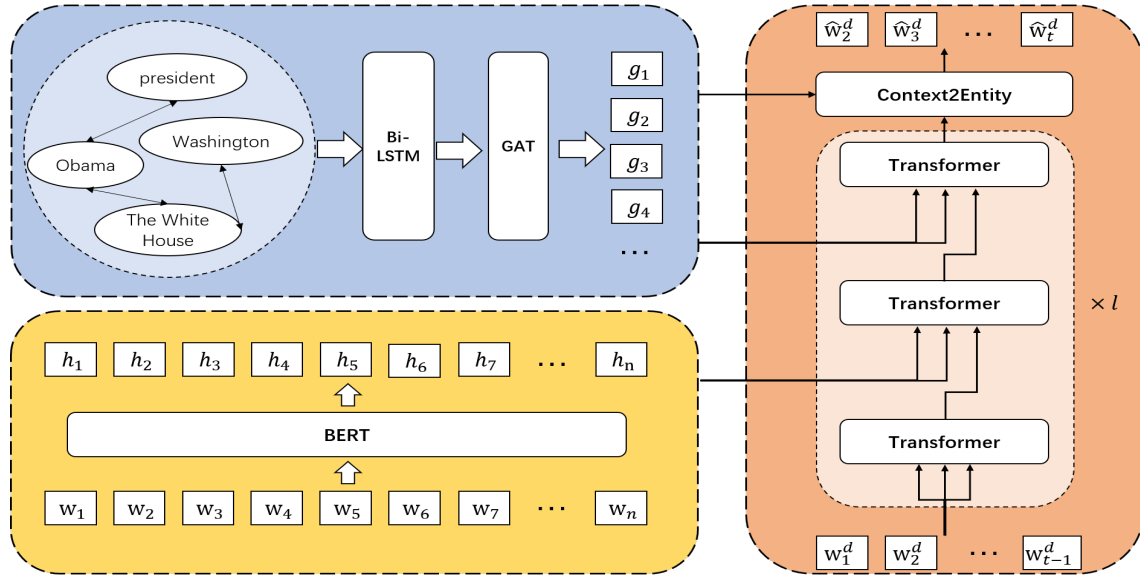 president
Washington
Obama
The White
House
Bi-
LSTM
GAT
g₁
g₂
g₃
g₄
...
h₁ h₂ h₃ h₄ h₅ h₆ h₇ ... hₙ
BERT
w₁ w₂ w₃ w₄ w₅ w₆ w₇ ... wₙ
ŵ₂ᵈ ŵ₃ᵈ ... ŵₜᵈ
Context2Entity
Transformer
Transformer
× l
Transformer
w₁ᵈ w₂ᵈ ... wₜ₋₁ᵈ